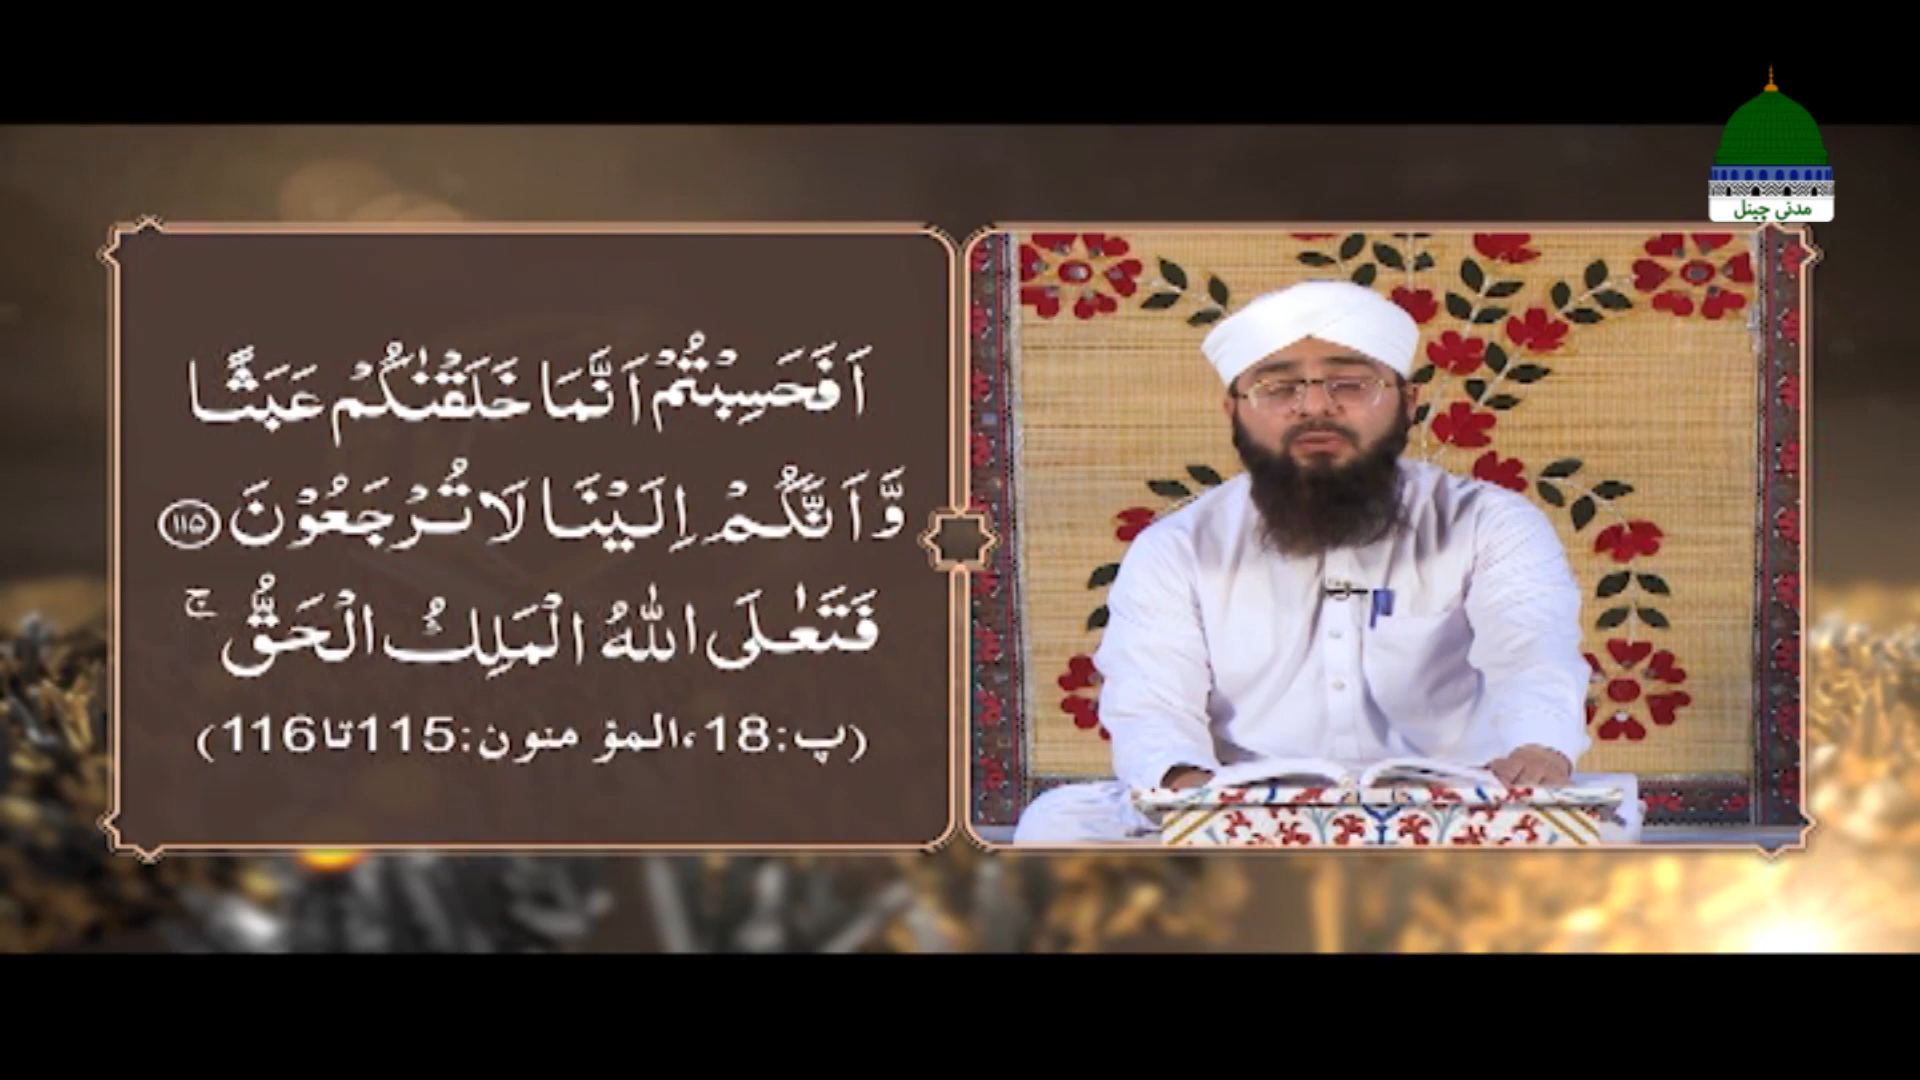 اَفَحَسِبْتُمْ اَنَّمَا خَلَقْنٰكُمْ عَبَثًا
وَّ اَنَّكُمْ اِلَیْنَا لَا تُرْجَعُوْنَ ۝۱۱۵
فَتَعٰلَى اللّٰهُ الْمَلِكُ الْحَقُّ ۚ
(پ:18،المؤمنون:115تا116)
مدنی چینل